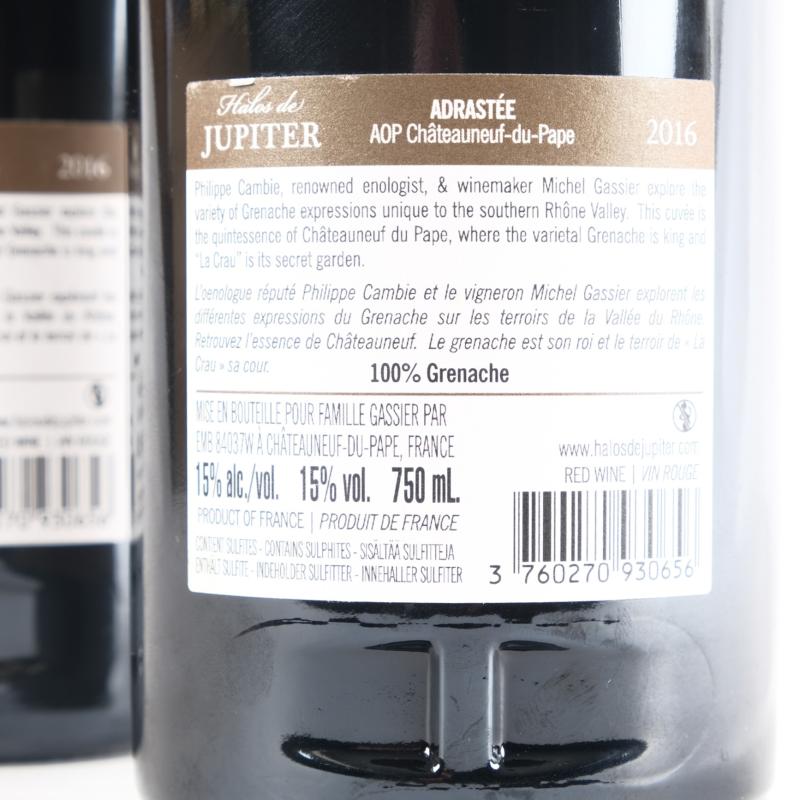 Halos de
JUPITER
ADRASTÉE
AOP Châteauneuf-du-Pape
2016
Philippe Cambie, renowned enologist, & winemaker Michel Gassier explore the
variety of Grenache expressions unique to the southern Rhône Valley. This cuvée is
the quintessence of Châteauneuf du Pape, where the varietal Grenache is king and
"La Crau" is its secret garden.
L'oenologue réputé Philippe Cambie et le vigneron Michel Gassier explorent les
différentes expressions du Grenache sur les terroirs de la Vallée du Rhône.
Retrouvez l'essence de Châteauneuf. Le grenache est son roi et le terroir de « La
Crau » sa cour.
100% Grenache
MISE EN BOUTEILLE POUR FAMILLE GASSIER PAR
EMB 84037W À CHÂTEAUNEUF-DU-PAPE, FRANCE
15% alc./vol. 15% vol. 750 mL.
PRODUCT OF FRANCE | PRODUIT DE FRANCE
CONTENT SULFITES - CONTAINS SULPHITES - SISÄLTÄÄ SULFITTEJA
ENTHALT SULFITE - INDEHOLDER SULFITTER - INNEHALLER SULFITER
www.halosdejupiter.com
RED WINE | VIN ROUGE
3 760270 930656
2016